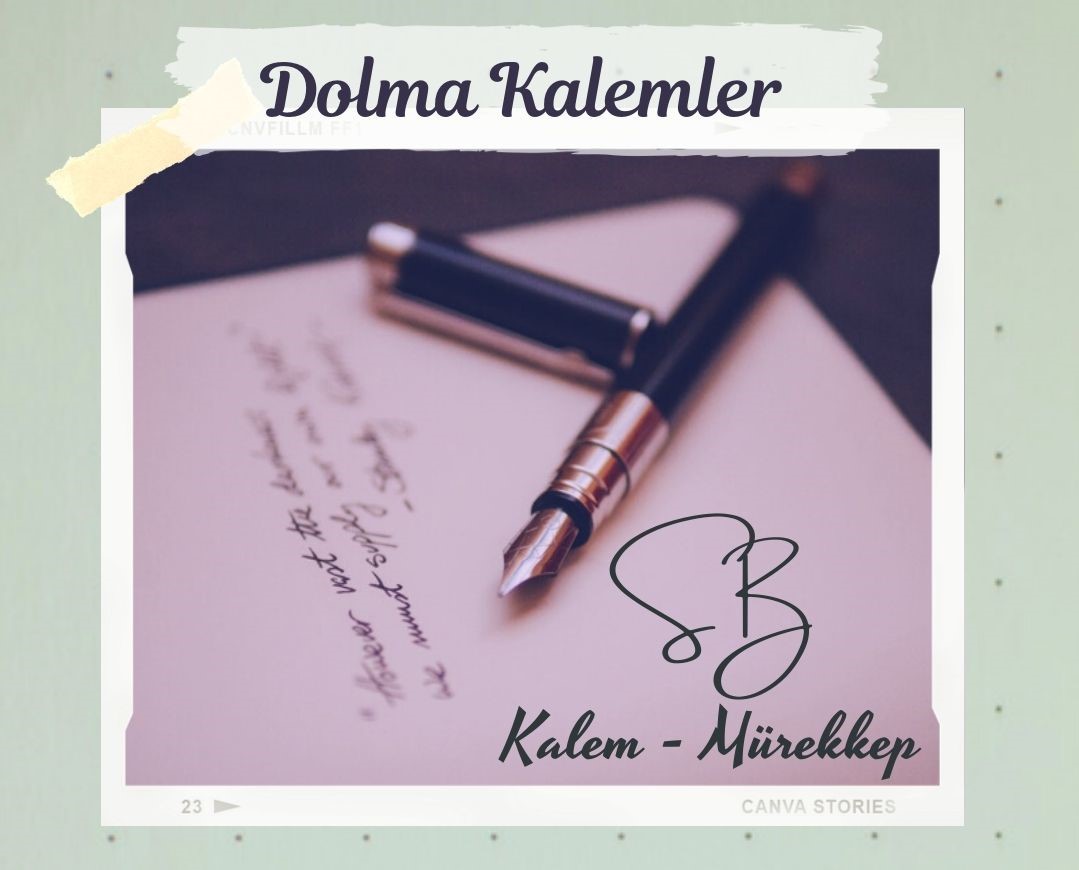 Dolma Kalemler
CNVFILLM FF1
"However vast the darkness
we must supply our own light"
- Stanley Kubrick
SB
Kalem - Mürekkep
23
CANVA STORIES